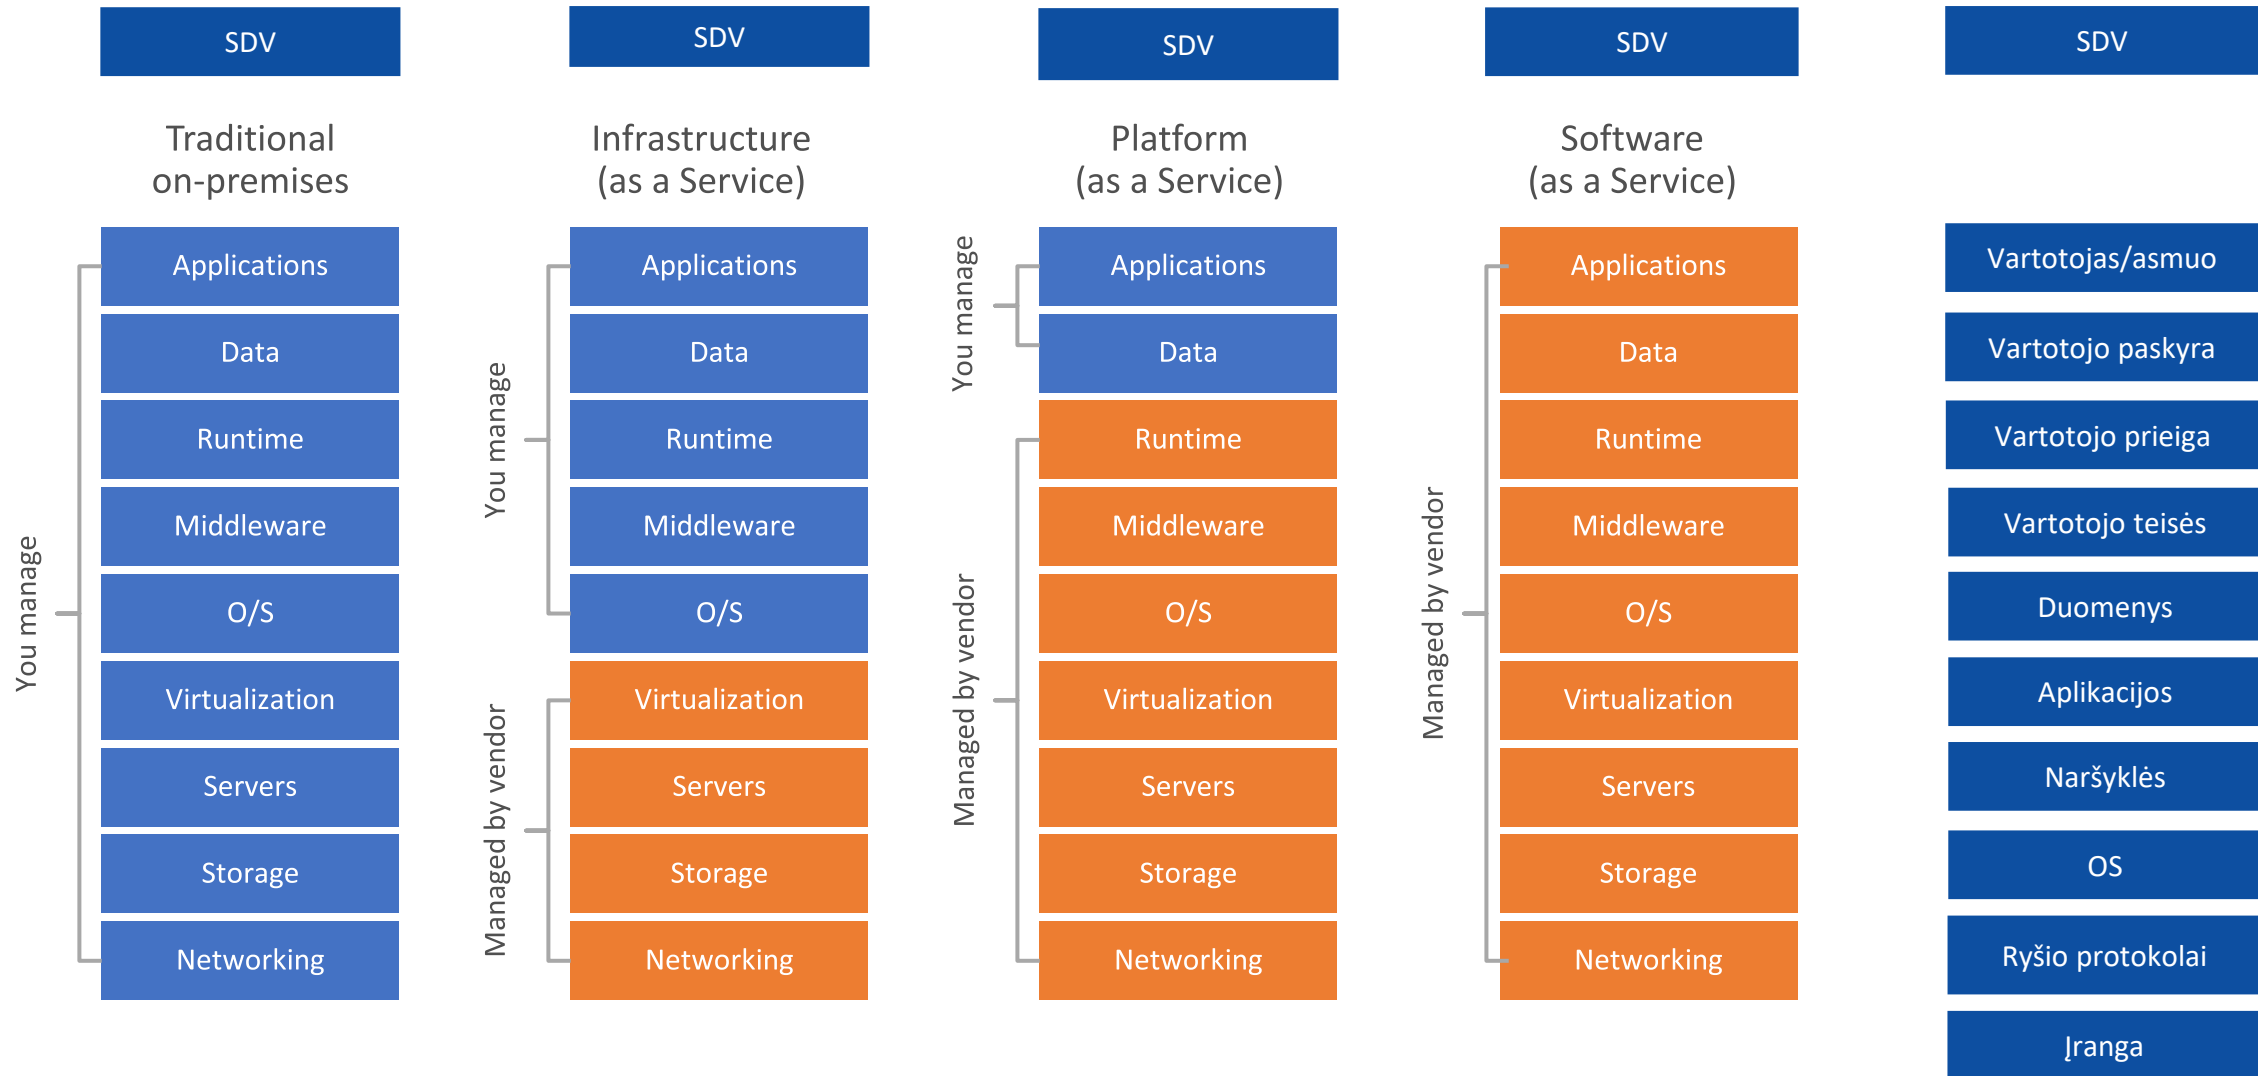 SDV
SDV
SDV
SDV
SDV
Traditional
on-premises
Infrastructure
(as a Service)
Platform
(as a Service)
Software
(as a Service)
You manage
Applications
Data
Runtime
Middleware
O/S
Virtualization
Servers
Storage
Networking
You manage
Managed by vendor
Applications
Data
Runtime
Middleware
O/S
Virtualization
Servers
Storage
Networking
You manage
Managed by vendor
Applications
Data
Runtime
Middleware
O/S
Virtualization
Servers
Storage
Networking
Managed by vendor
Applications
Data
Runtime
Middleware
O/S
Virtualization
Servers
Storage
Networking
Vartotojas/asmuo
Vartotojo paskyra
Vartotojo prieiga
Vartotojo teisės
Duomenys
Aplikacijos
Naršyklės
OS
Ryšio protokolai
Įranga